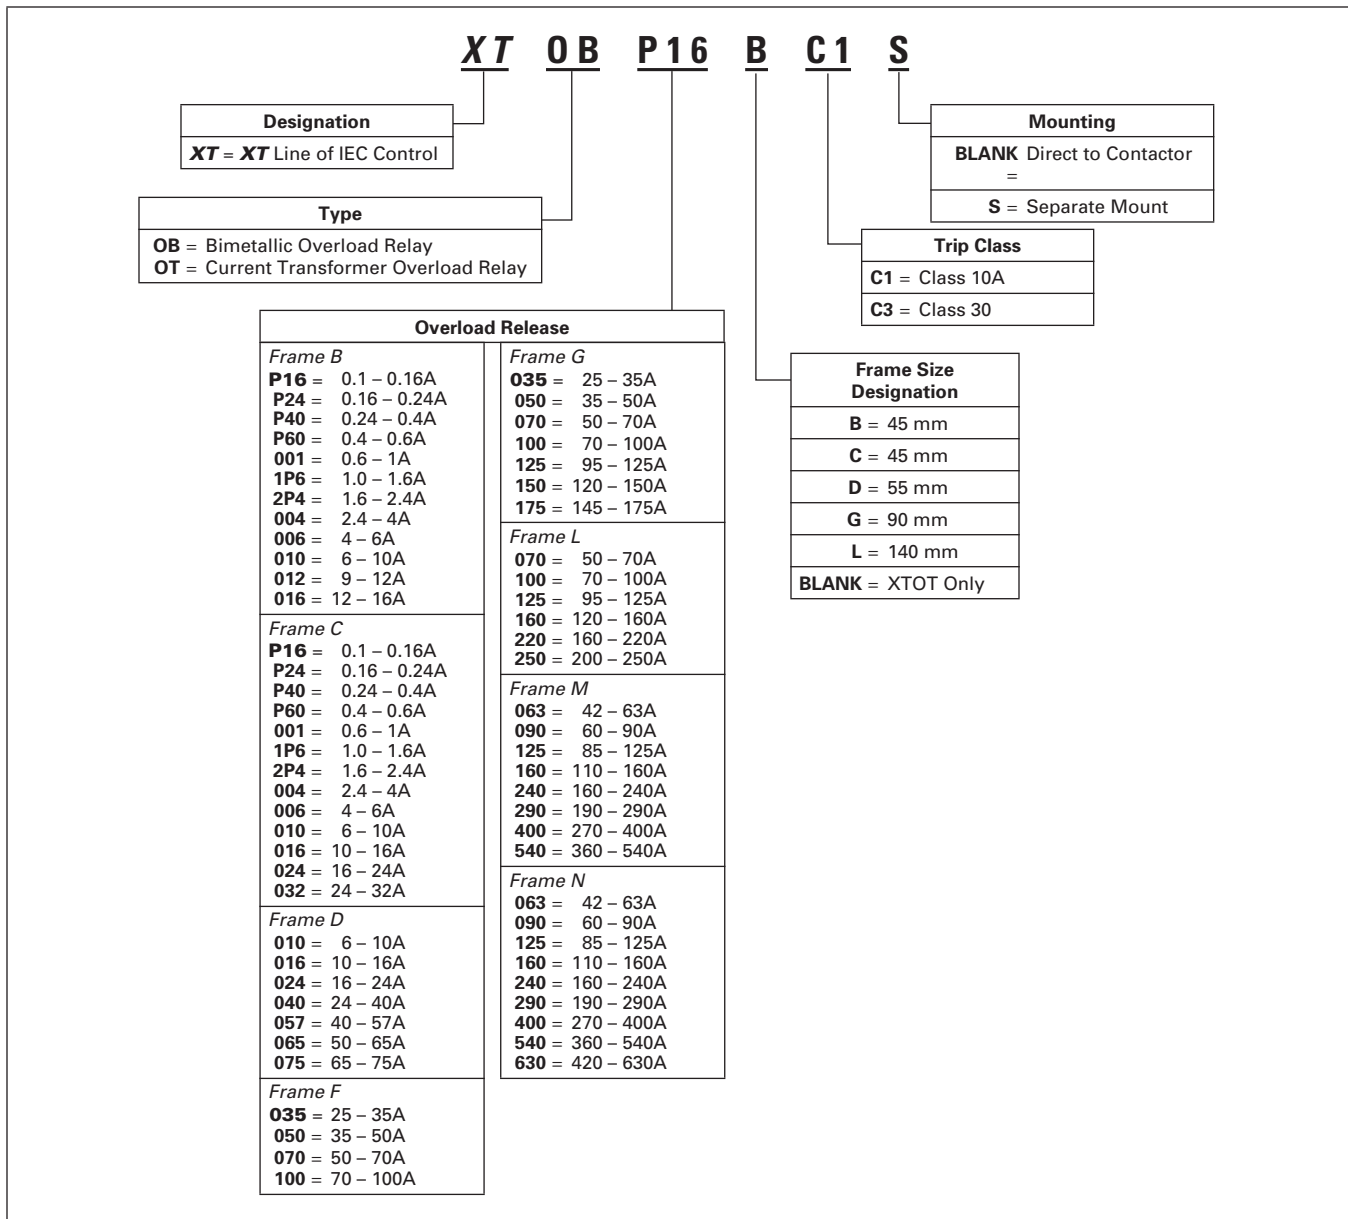 XT OB P16 B C1 S
Designation
XT = XT Line of IEC Control
Mounting
BLANK Direct to Contactor
=
S = Separate Mount
Type
OB = Bimetallic Overload Relay
OT = Current Transformer Overload Relay
Trip Class
C1 = Class 10A
C3 = Class 30
Overload Release
Frame B
P16 = 0.1 – 0.16A
P24 = 0.16 – 0.24A
P40 = 0.24 – 0.4A
P60 = 0.4 – 0.6A
001 = 0.6 – 1A
1P6 = 1.0 – 1.6A
2P4 = 1.6 – 2.4A
004 = 2.4 – 4A
006 = 4 – 6A
010 = 6 – 10A
012 = 9 – 12A
016 = 12 – 16A
Frame C
P16 = 0.1 – 0.16A
P24 = 0.16 – 0.24A
P40 = 0.24 – 0.4A
P60 = 0.4 – 0.6A
001 = 0.6 – 1A
1P6 = 1.0 – 1.6A
2P4 = 1.6 – 2.4A
004 = 2.4 – 4A
006 = 4 – 6A
010 = 6 – 10A
016 = 10 – 16A
024 = 16 – 24A
032 = 24 – 32A
Frame D
010 = 6 – 10A
016 = 10 – 16A
024 = 16 – 24A
040 = 24 – 40A
057 = 40 – 57A
065 = 50 – 65A
075 = 65 – 75A
Frame F
035 = 25 – 35A
050 = 35 – 50A
070 = 50 – 70A
100 = 70 – 100A
Frame G
035 = 25 – 35A
050 = 35 – 50A
070 = 50 – 70A
100 = 70 – 100A
125 = 95 – 125A
150 = 120 – 150A
175 = 145 – 175A
Frame L
070 = 50 – 70A
100 = 70 – 100A
125 = 95 – 125A
160 = 120 – 160A
220 = 160 – 220A
250 = 200 – 250A
Frame M
063 = 42 – 63A
090 = 60 – 90A
125 = 85 – 125A
160 = 110 – 160A
240 = 160 – 240A
290 = 190 – 290A
400 = 270 – 400A
540 = 360 – 540A
Frame N
063 = 42 – 63A
090 = 60 – 90A
125 = 85 – 125A
160 = 110 – 160A
240 = 160 – 240A
290 = 190 – 290A
400 = 270 – 400A
540 = 360 – 540A
630 = 420 – 630A
Frame Size
Designation
B = 45 mm
C = 45 mm
D = 55 mm
G = 90 mm
L = 140 mm
BLANK = XTOT Only